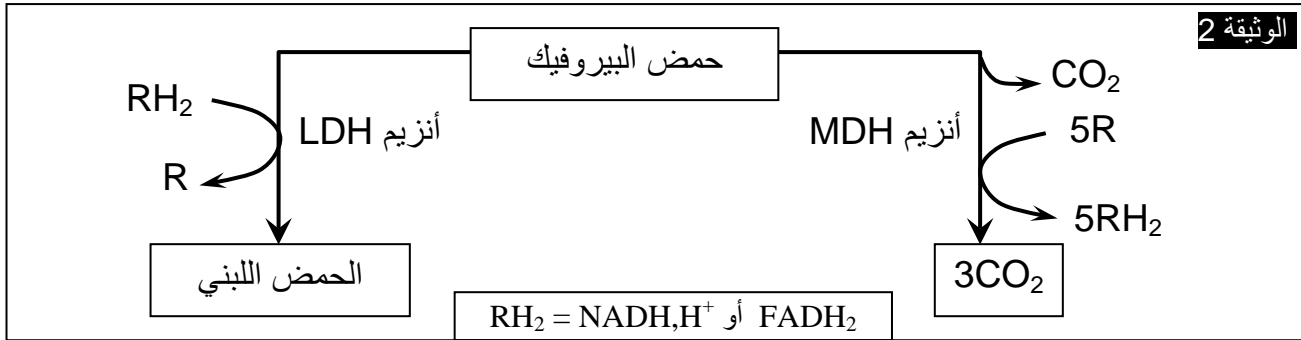 الوثيقة 2
حمض البيروفيك
CO₂
RH₂
أنزيم LDH
أنزيم MDH
5R
R
5RH₂
الحمض اللبني
3CO₂
RH₂ = NADH,H⁺ أو FADH₂